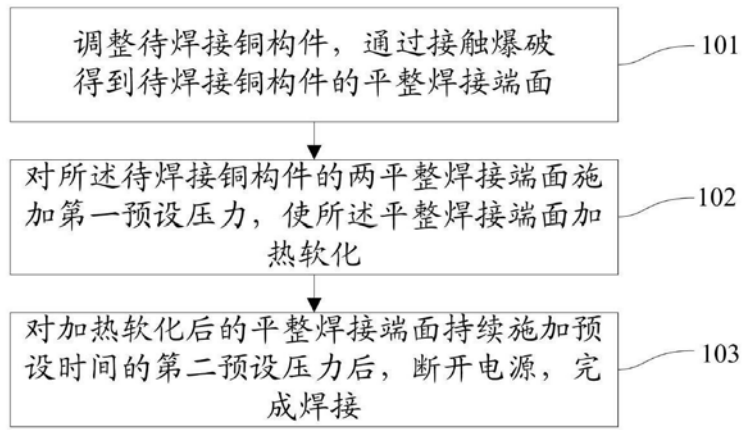 调整待焊接铜构件，通过接触爆破
得到待焊接铜构件的平整焊接端面
101
对所述待焊接铜构件的两平整焊接端面施
加第一预设压力，使所述平整焊接端面加
热软化
102
对加热软化后的平整焊接端面持续施加预
设时间的第二预设压力后，断开电源，完
成焊接
103